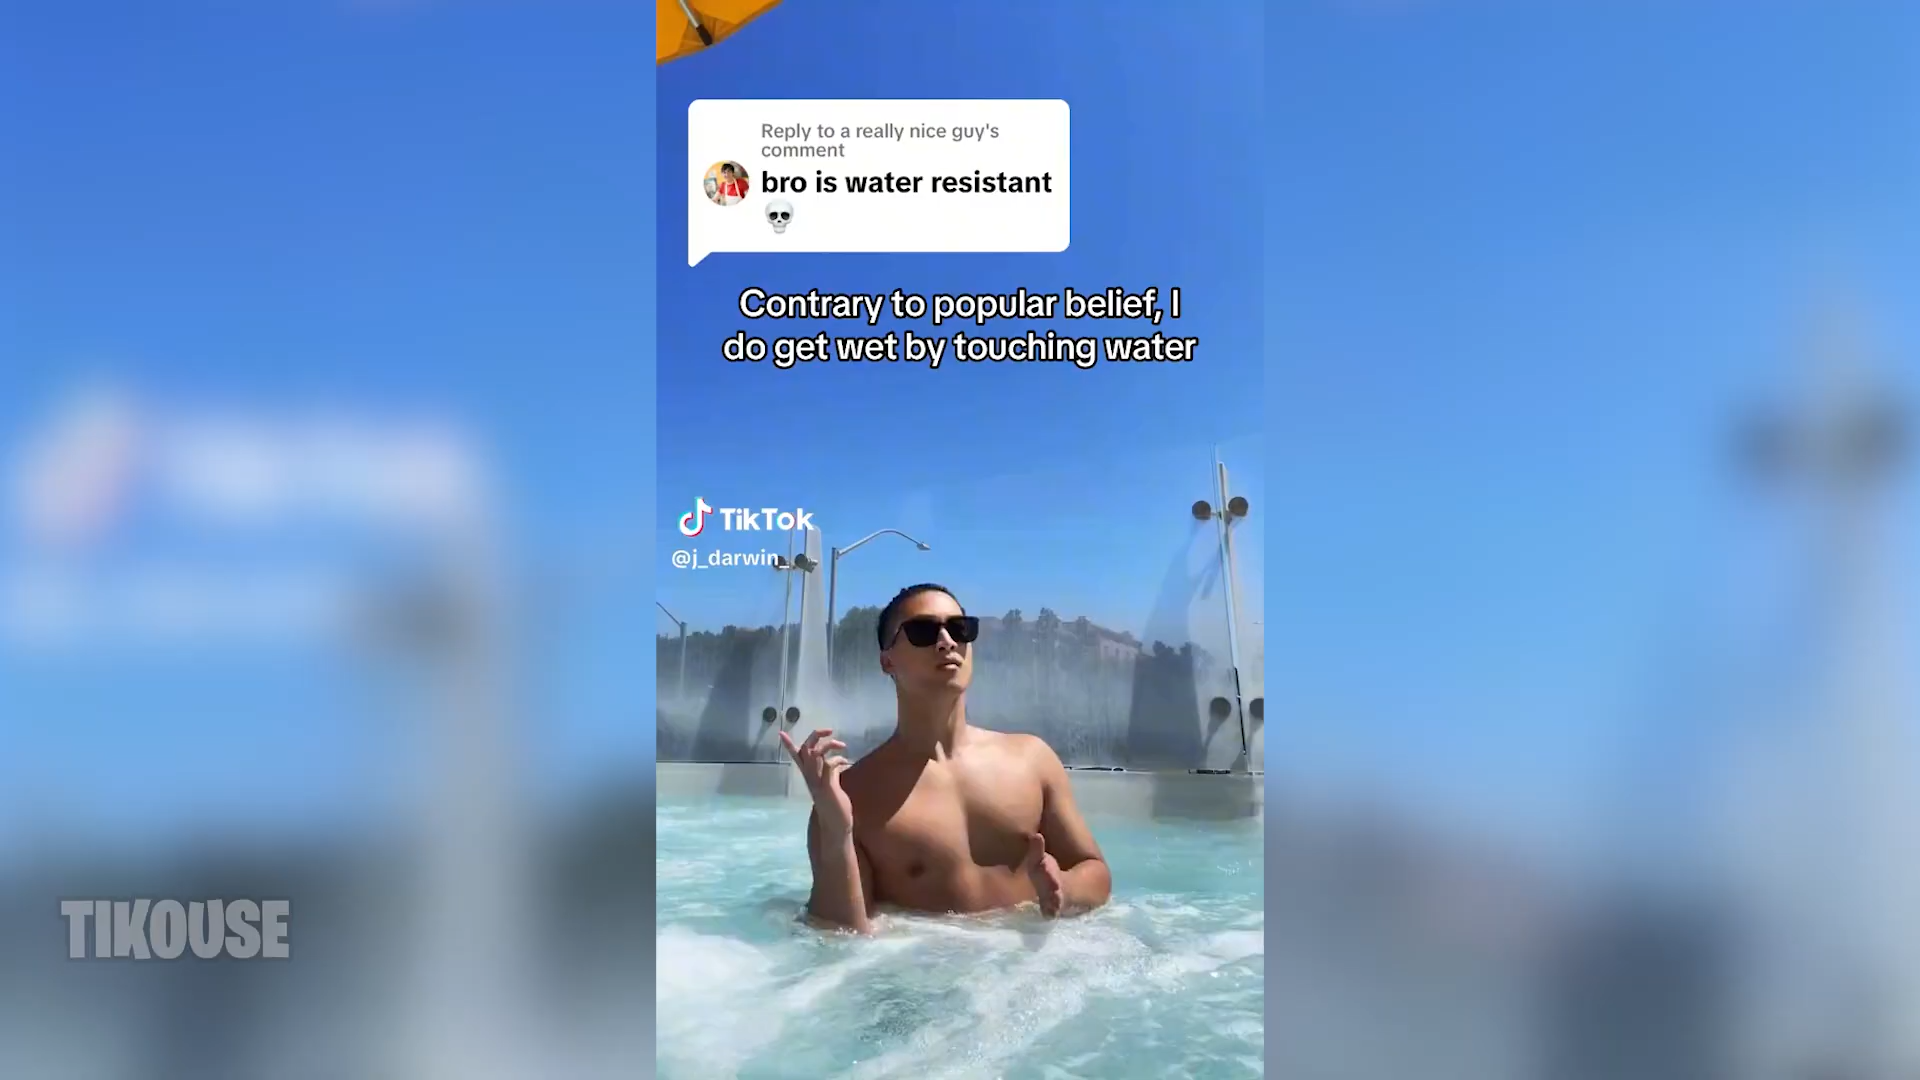 Reply to a really nice guy's
comment
bro is water resistant
💀
Contrary to popular belief, I
do get wet by touching water
TikTok
@j_darwin_
TIKOUSE